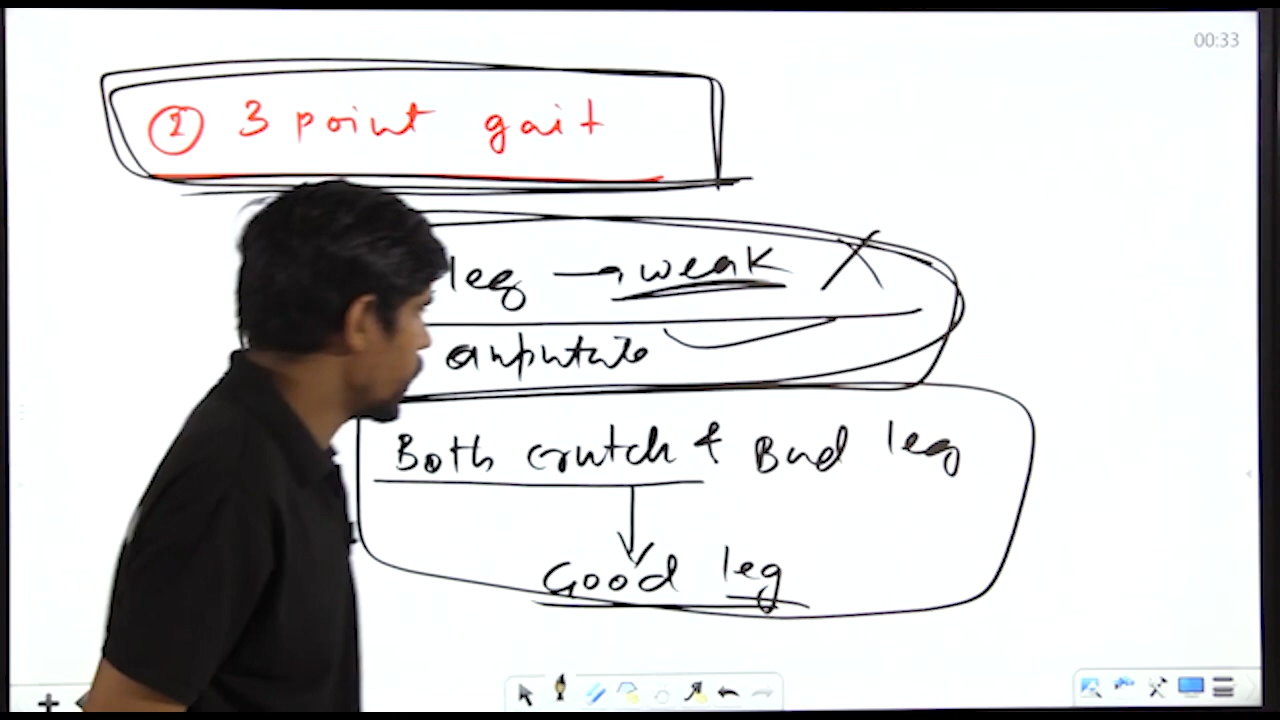 00:33
② 3 point gait
leg → weak X
amputate
Both crutch & Bad leg
↓
Good leg